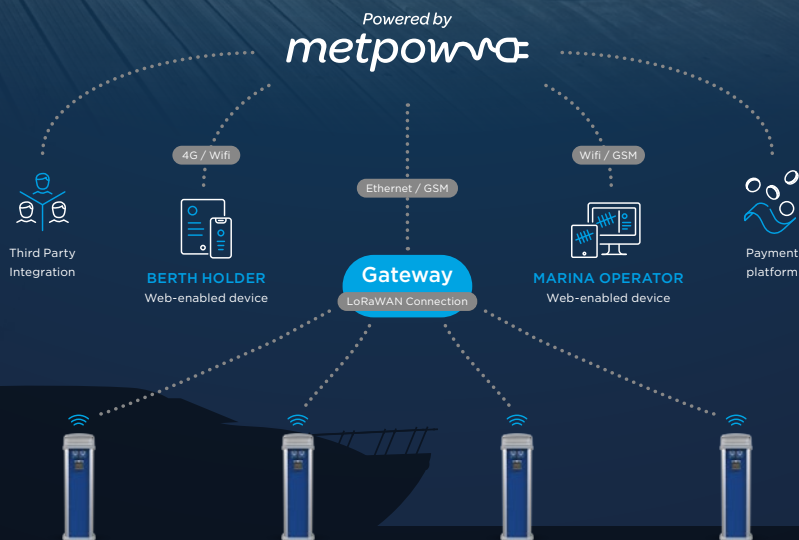 Powered by
metpower
4G / Wifi
Wifi / GSM
Ethernet / GSM
Third Party
Integration
BERTH HOLDER
Web-enabled device
Gateway
LoRaWAN Connection
MARINA OPERATOR
Web-enabled device
Payment
platform